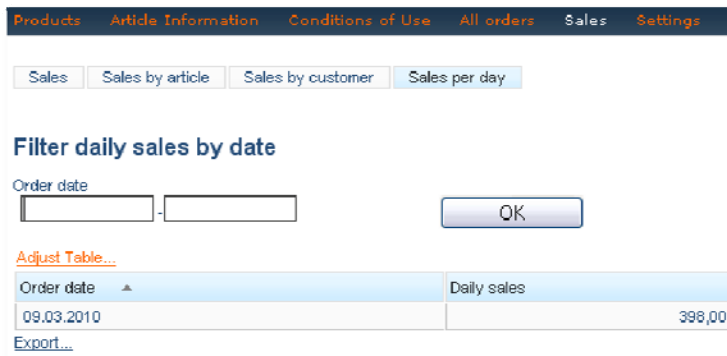 Products Article Information Conditions of Use All orders Sales Settings
Sales Sales by article Sales by customer Sales per day
Filter daily sales by date
Order date
- OK
Adjust Table...
Order date Daily sales
09.03.2010 398,00
Export...